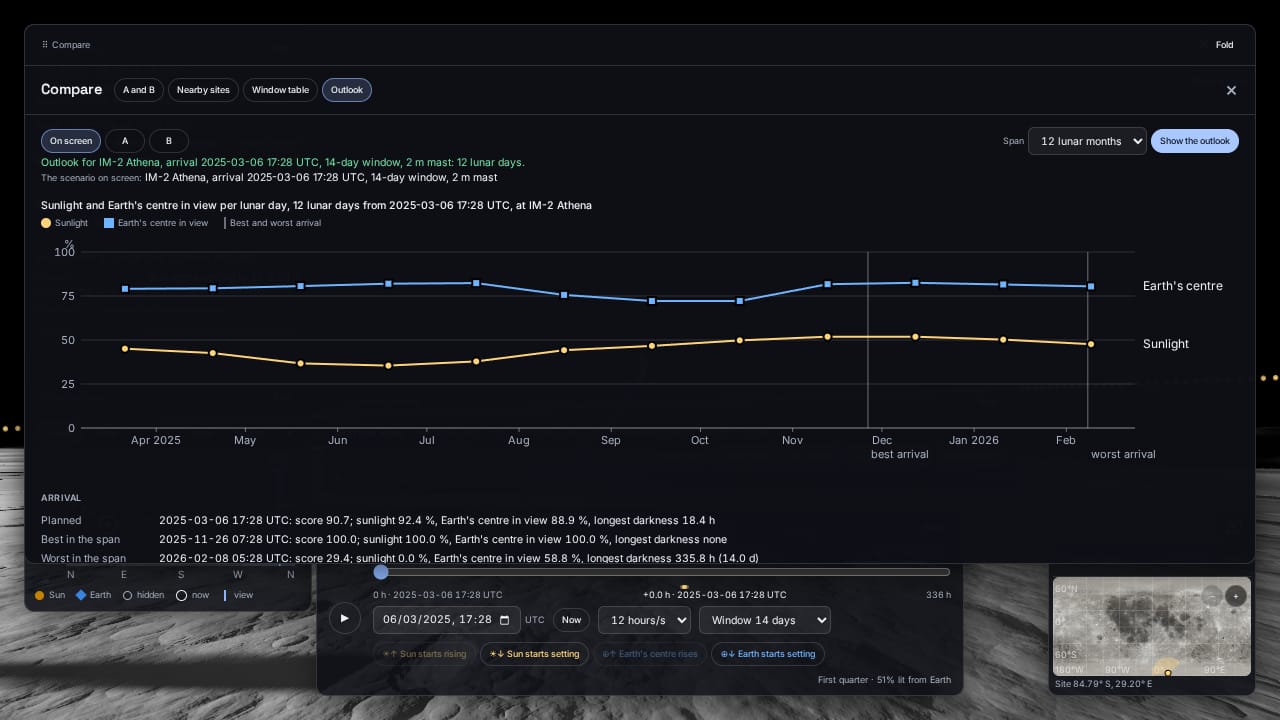 ⠿ Compare Fold
Compare A and B Nearby sites Window table Outlook ✕
On screen A B Span 12 lunar months Show the outlook
Outlook for IM-2 Athena, arrival 2025-03-06 17:28 UTC, 14-day window, 2 m mast: 12 lunar days.
The scenario on screen: IM-2 Athena, arrival 2025-03-06 17:28 UTC, 14-day window, 2 m mast
Sunlight and Earth's centre in view per lunar day, 12 lunar days from 2025-03-06 17:28 UTC, at IM-2 Athena
Sunlight Earth's centre in view Best and worst arrival
%
100
75
50
25
0
Earth's centre
Sunlight
Apr 2025 May Jun Jul Aug Sep Oct Nov Dec Jan 2026 Feb
best arrival worst arrival
ARRIVAL
Planned 2025-03-06 17:28 UTC: score 90.7; sunlight 92.4 %, Earth's centre in view 88.9 %, longest darkness 18.4 h
Best in the span 2025-11-26 07:28 UTC: score 100.0; sunlight 100.0 %, Earth's centre in view 100.0 %, longest darkness none
Worst in the span 2026-02-08 05:28 UTC: score 29.4; sunlight 0.0 %, Earth's centre in view 58.8 %, longest darkness 335.8 h (14.0 d)
N E S W N
Sun Earth hidden now view
0 h · 2025-03-06 17:28 UTC +0.0 h · 2025-03-06 17:28 UTC 336 h
▶ 06/03/2025, 17:28 UTC Now 12 hours/s Window 14 days
☀↑ Sun starts rising ☀↓ Sun starts setting ⊕↑ Earth's centre rises ⊕↓ Earth starts setting
First quarter · 51% lit from Earth
60°N
− +
0°
60°S
180°W 90°W 0° 90°E
Site 84.79° S, 29.20° E